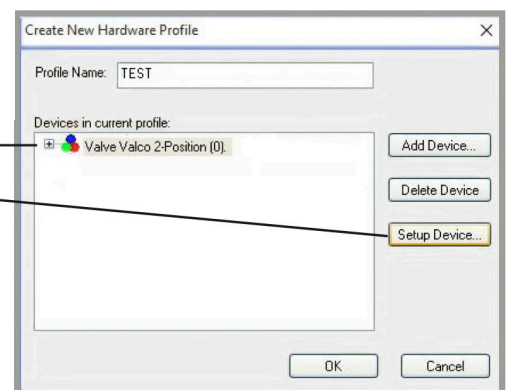 Create New Hardware Profile
Profile Name: TEST
Devices in current profile:
Valve Valco 2-Position (0).
Add Device...
Delete Device
Setup Device...
OK Cancel